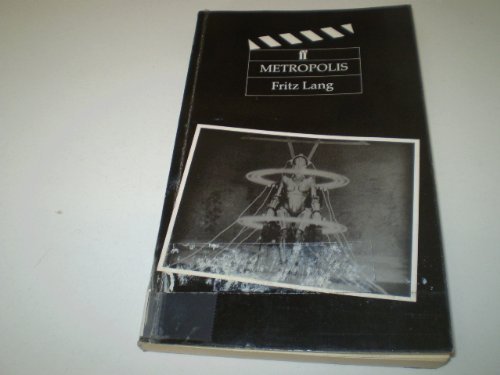 ff
METROPOLIS
Fritz Lang